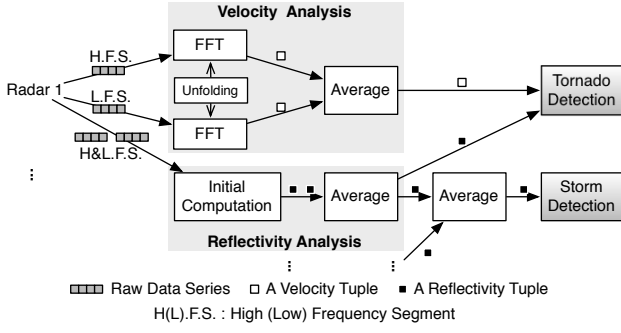 Velocity Analysis
H.F.S.
FFT
Radar 1
L.F.S.
Unfolding
Average
Tornado
Detection
FFT
H&L.F.S.
Initial
Computation
Average
Average
Storm
Detection
Reflectivity Analysis
Raw Data Series
A Velocity Tuple
A Reflectivity Tuple
H(L).F.S. : High (Low) Frequency Segment